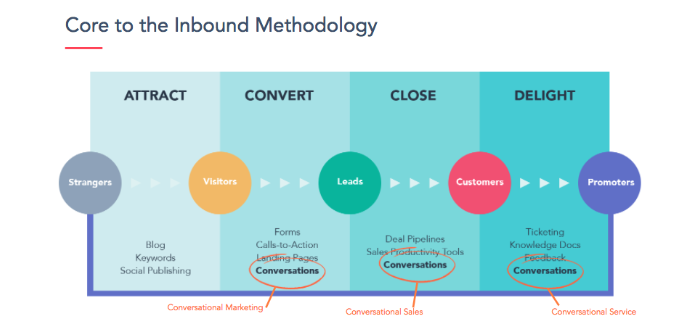 Core to the Inbound Methodology
ATTRACT
CONVERT
CLOSE
DELIGHT
Strangers
Visitors
Leads
Customers
Promoters
Blog
Keywords
Social Publishing
Forms
Calls-to-Action
Landing Pages
Conversations
Deal Pipelines
Sales Productivity Tools
Conversations
Ticketing
Knowledge Docs
Feedback
Conversations
Conversational Marketing
Conversational Sales
Conversational Service